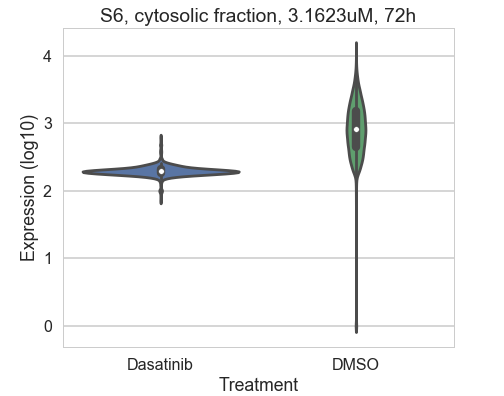 S6, cytosolic fraction, 3.1623uM, 72h
Expression (log10)
4
3
2
1
0
Dasatinib
DMSO
Treatment